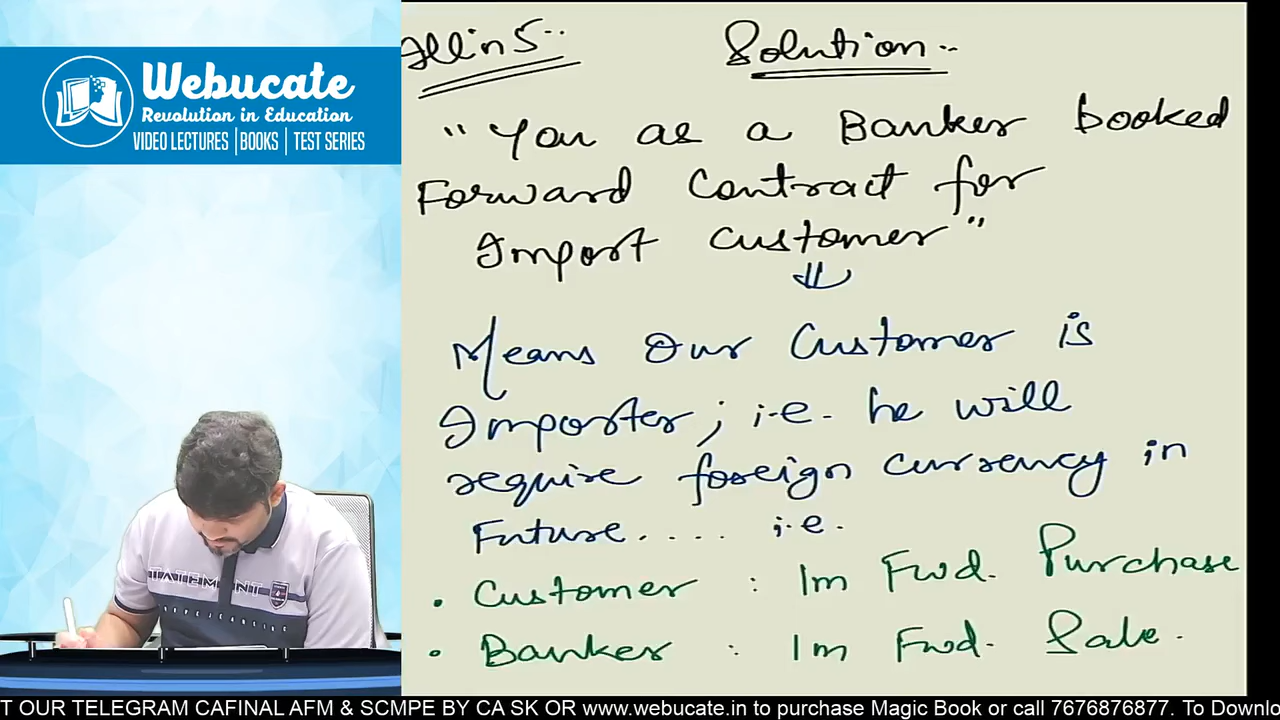 Webucate
Revolution in Education
VIDEO LECTURES | BOOKS | TEST SERIES
Solution..
"You as a Banker booked
Forward Contract for
Import customer"
Means Our Customer is
Importer; i.e. he will
require foreign currency in
Future.... i.e.
• Customer : 1m Fwd. Purchase
• Banker : 1m Fwd. Sale.
TATEMENT
T OUR TELEGRAM CAFINAL AFM & SCMPE BY CA SK OR www.webucate.in to purchase Magic Book or call 7676876877. To Downlo